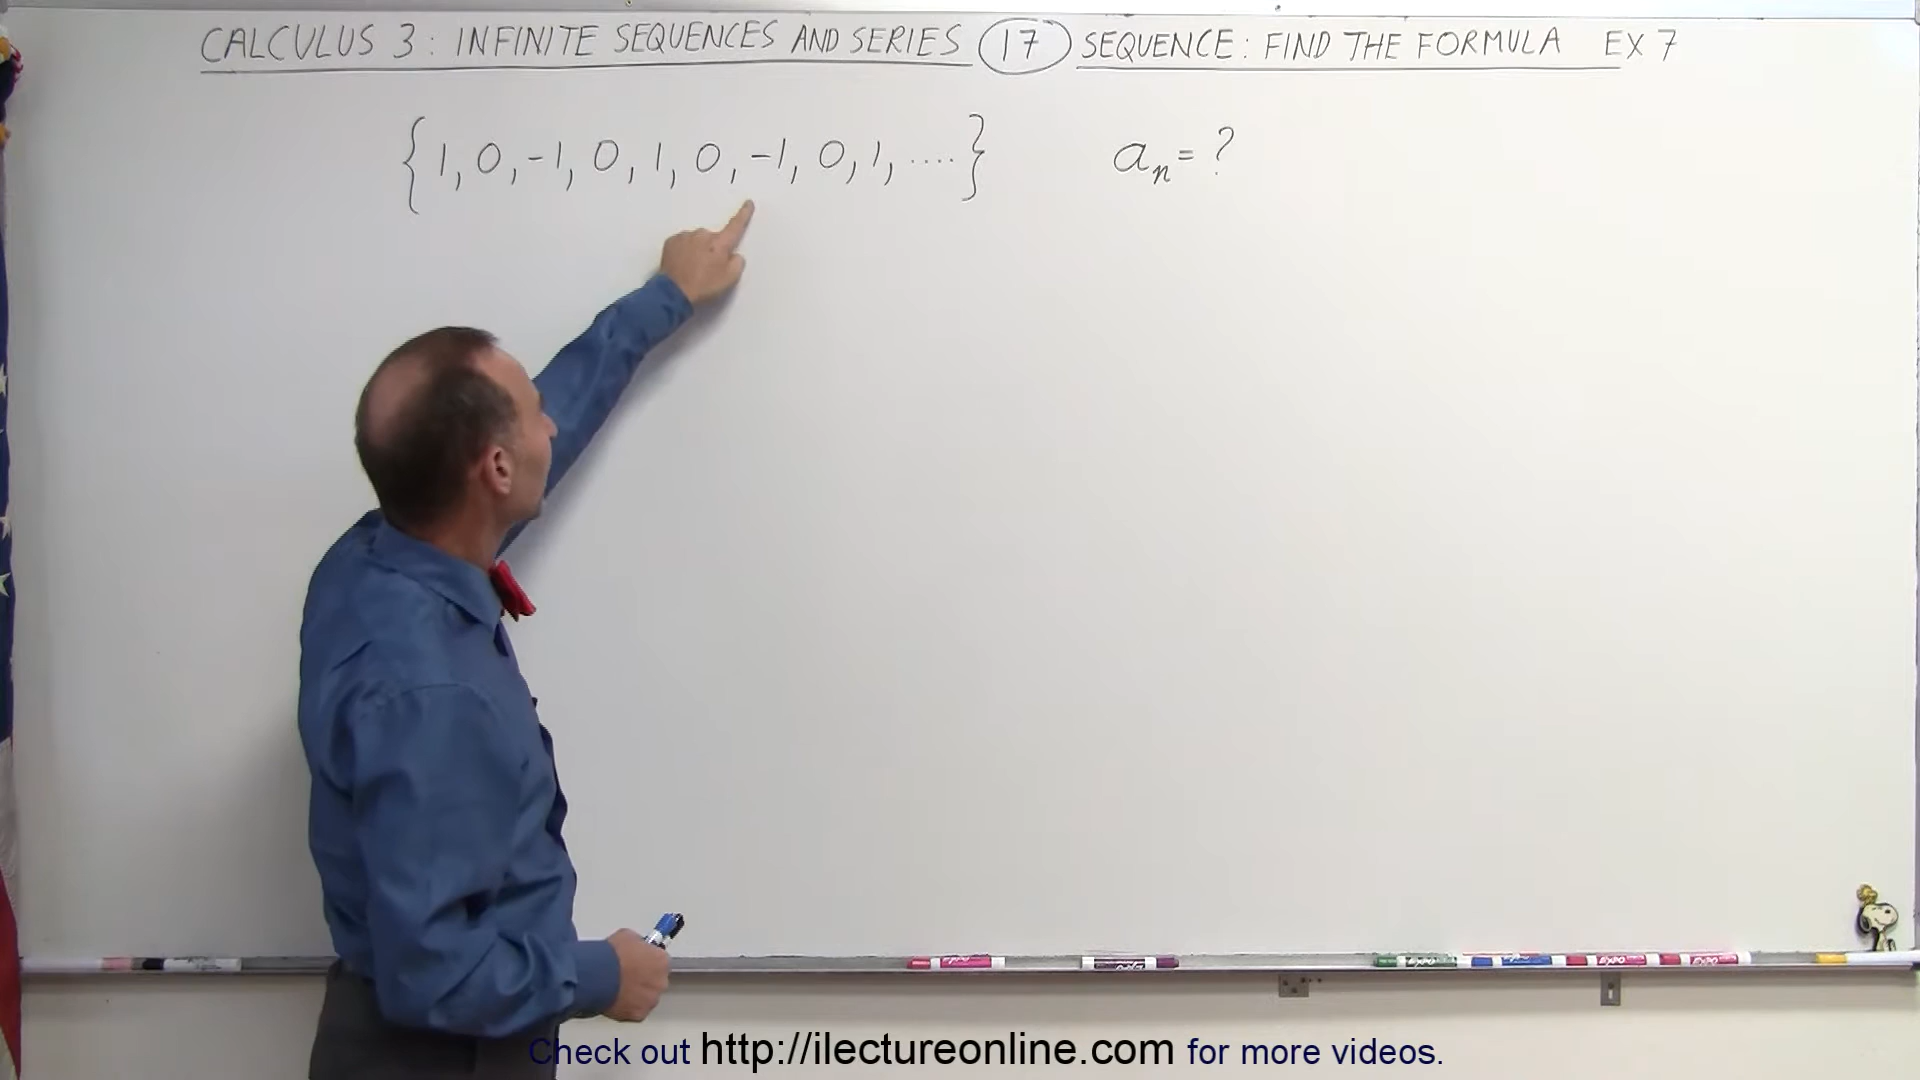 CALCULUS 3: INFINITE SEQUENCES AND SERIES 17 SEQUENCE: FIND THE FORMULA EX 7
{1, 0, -1, 0, 1, 0, -1, 0, 1, ....} aₙ = ?
Check out http://ilectureonline.com for more videos.